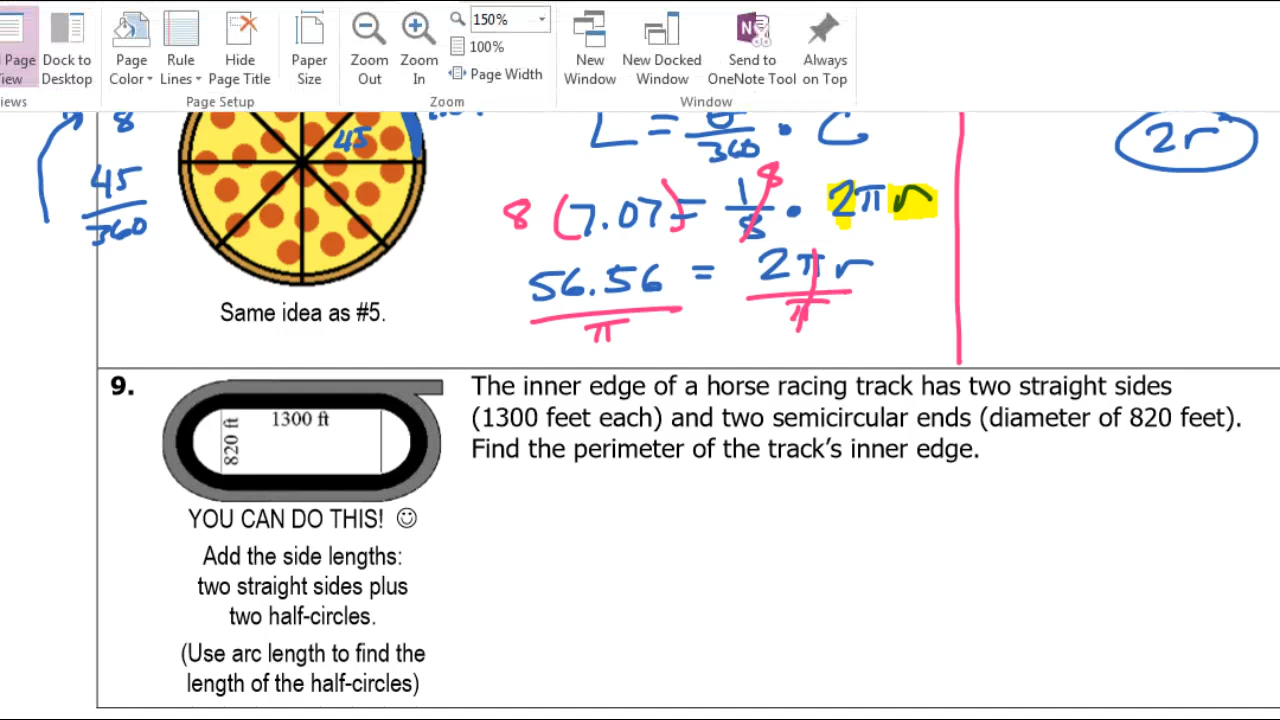 Page View
Dock to Desktop
Page Color
Rule Lines
Hide Page Title
Paper Size
Zoom Out
Zoom In
150%
100%
Page Width
New Window
New Docked Window
Send to OneNote Tool
Always on Top
Views
Page Setup
Zoom
Window
8
45
45/360
L = θ/360 · C
2r
8 (7.07) = 1/8 · 8 2πr
56.56 = 2πr
π π
Same idea as #5.
9.
The inner edge of a horse racing track has two straight sides
(1300 feet each) and two semicircular ends (diameter of 820 feet).
Find the perimeter of the track’s inner edge.
1300 ft
820 ft
YOU CAN DO THIS! ☺
Add the side lengths:
two straight sides plus
two half-circles.
(Use arc length to find the
length of the half-circles)